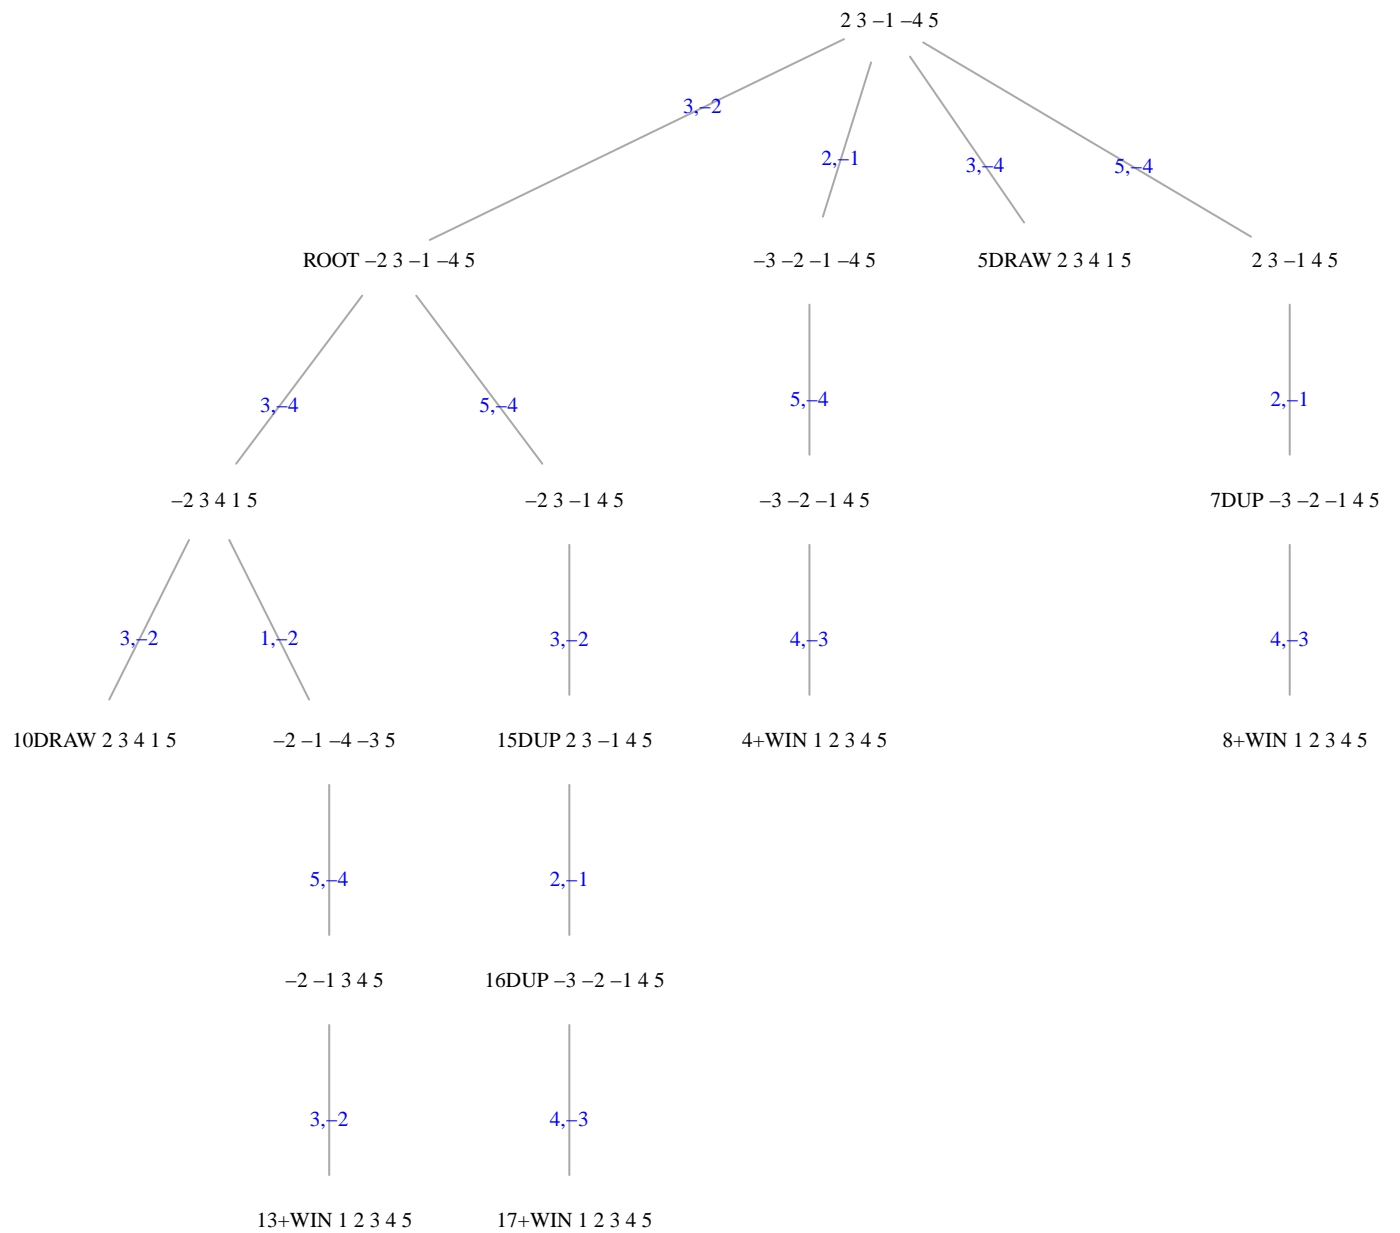 2 3 –1 –4 5
3,–2
2,–1
3,–4
5,–4
ROOT –2 3 –1 –4 5
–3 –2 –1 –4 5
5DRAW 2 3 4 1 5
2 3 –1 4 5
3,–4
5,–4
5,–4
2,–1
–2 3 4 1 5
–2 3 –1 4 5
–3 –2 –1 4 5
7DUP –3 –2 –1 4 5
3,–2
1,–2
3,–2
4,–3
4,–3
10DRAW 2 3 4 1 5
–2 –1 –4 –3 5
15DUP 2 3 –1 4 5
4+WIN 1 2 3 4 5
8+WIN 1 2 3 4 5
5,–4
2,–1
–2 –1 3 4 5
16DUP –3 –2 –1 4 5
3,–2
4,–3
13+WIN 1 2 3 4 5
17+WIN 1 2 3 4 5